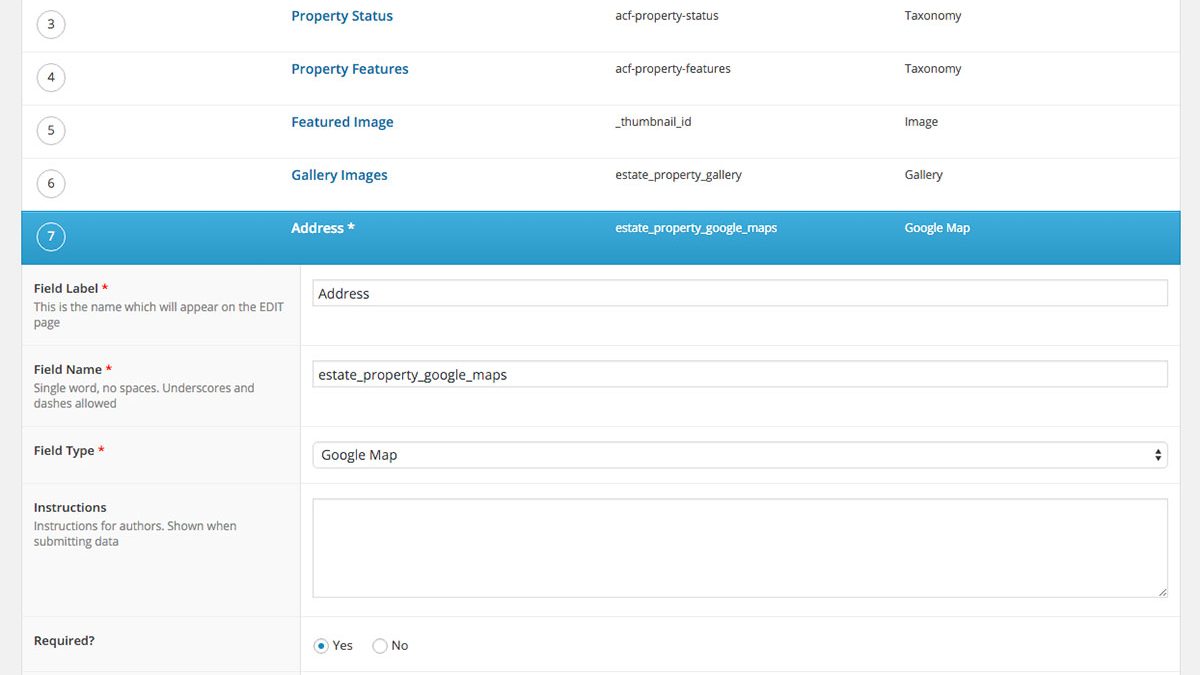 3 Property Status acf-property-status Taxonomy
4 Property Features acf-property-features Taxonomy
5 Featured Image _thumbnail_id Image
6 Gallery Images estate_property_gallery Gallery
7 Address * estate_property_google_maps Google Map
Field Label *
This is the name which will appear on the EDIT
page
Address
Field Name *
Single word, no spaces. Underscores and
dashes allowed
estate_property_google_maps
Field Type *
Google Map
Instructions
Instructions for authors. Shown when
submitting data
Required?
Yes No